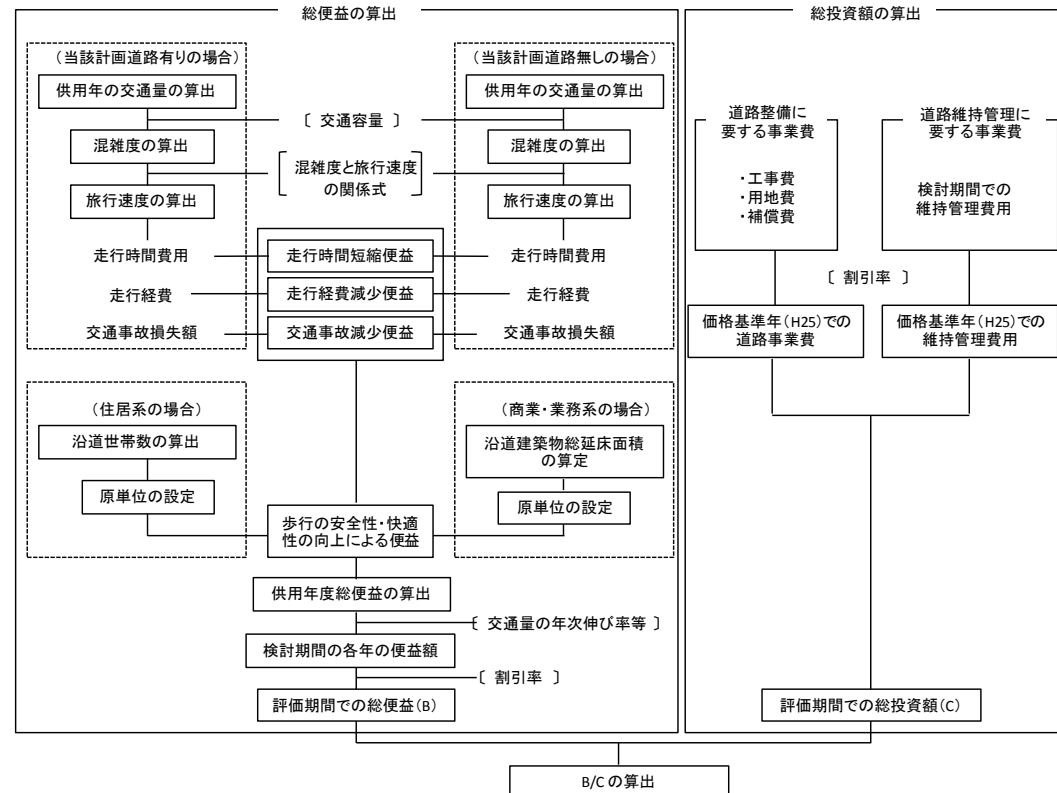 総便益の算出
(当該計画道路有りの場合)
供用年の交通量の算出
混雑度の算出
旅行速度の算出
走行時間費用
走行経費
交通事故損失額
〔 交通容量 〕
混雑度と旅行速度
の関係式
走行時間短縮便益
走行経費減少便益
交通事故減少便益
(当該計画道路無しの場合)
供用年の交通量の算出
混雑度の算出
旅行速度の算出
走行時間費用
走行経費
交通事故損失額
(住居系の場合)
沿道世帯数の算出
原単位の設定
(商業・業務系の場合)
沿道建築物総延床面積
の算定
原単位の設定
歩行の安全性・快適
性の向上による便益
供用年度総便益の算出
〔 交通量の年次伸び率等 〕
検討期間の各年の便益額
〔 割引率 〕
評価期間での総便益(B)
総投資額の算出
道路整備に
要する事業費
・工事費
・用地費
・補償費
道路維持管理に
要する事業費
検討期間での
維持管理費用
〔 割引率 〕
価格基準年(H25)での
道路事業費
価格基準年(H25)での
維持管理費用
評価期間での総投資額(C)
B/Cの算出